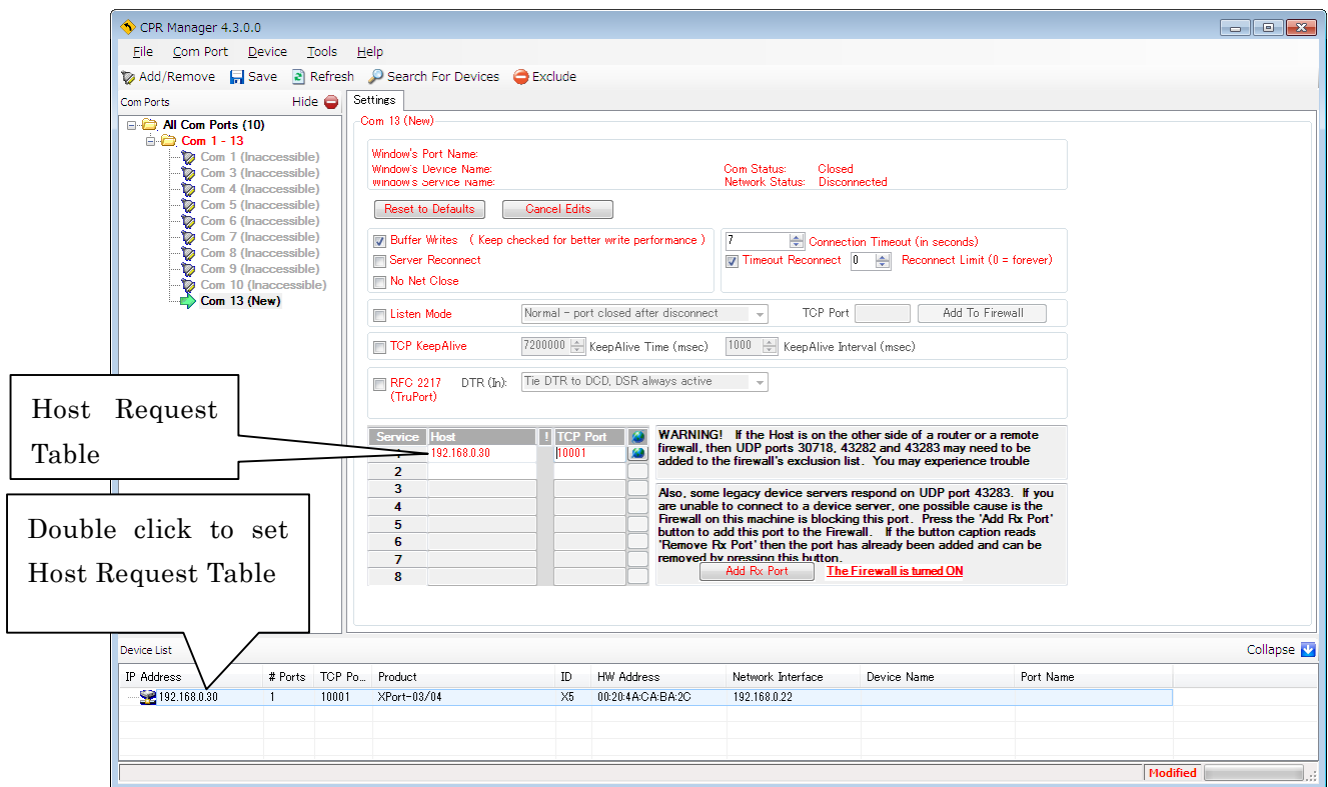 CPR Manager 4.3.0.0
File Com Port Device Tools Help
Add/Remove Save Refresh Search For Devices Exclude
Com Ports Hide
Settings
All Com Ports (10)
Com 1 - 13
Com 1 (Inaccessible)
Com 3 (Inaccessible)
Com 4 (Inaccessible)
Com 5 (Inaccessible)
Com 6 (Inaccessible)
Com 7 (Inaccessible)
Com 8 (Inaccessible)
Com 9 (Inaccessible)
Com 10 (Inaccessible)
Com 13 (New)
Com 13 (New)
Window's Port Name:
Window's Device Name: Com Status: Closed
Window's Service Name: Network Status: Disconnected
Reset to Defaults Cancel Edits
Buffer Writes ( Keep checked for better write performance )
Server Reconnect
No Net Close
7 Connection Timeout (in seconds)
Timeout Reconnect 0 Reconnect Limit (0 = forever)
Listen Mode Normal - port closed after disconnect TCP Port Add To Firewall
TCP KeepAlive 7200000 KeepAlive Time (msec) 1000 KeepAlive Interval (msec)
RFC 2217 DTR (In): Tie DTR to DCD, DSR always active
(TruPort)
Host Request
Table
Service Host ! TCP Port
1 192.168.0.30 10001
2
3
4
5
6
7
8
WARNING! If the Host is on the other side of a router or a remote
firewall, then UDP ports 30718, 43282 and 43283 may need to be
added to the firewall's exclusion list. You may experience trouble
Also, some legacy device servers respond on UDP port 43283. If you
are unable to connect to a device server, one possible cause is the
Firewall on this machine is blocking this port. Press the 'Add Rx Port'
button to add this port to the Firewall. If the button caption reads
'Remove Rx Port' then the port has already been added and can be
removed by pressing this button.
Add Rx Port The Firewall is turned ON
Double click to set
Host Request Table
Device List Collapse
IP Address # Ports TCP Po... Product ID HW Address Network Interface Device Name Port Name
192.168.0.30 1 10001 XPort-03/04 X5 00:20:4A:CA:BA:2C 192.168.0.22
Modified